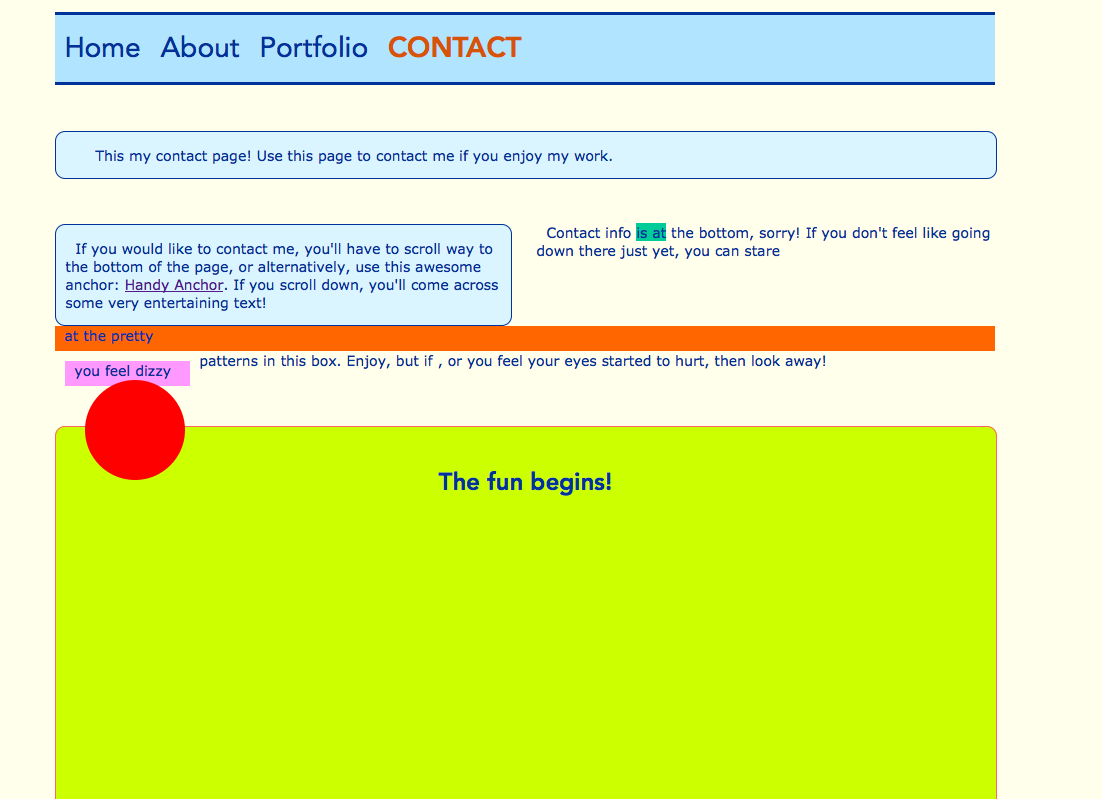 Home About Portfolio CONTACT
This my contact page! Use this page to contact me if you enjoy my work.
If you would like to contact me, you'll have to scroll way to
the bottom of the page, or alternatively, use this awesome
anchor: Handy Anchor. If you scroll down, you'll come across
some very entertaining text!
Contact info is at the bottom, sorry! If you don't feel like going
down there just yet, you can stare
at the pretty
patterns in this box. Enjoy, but if , or you feel your eyes started to hurt, then look away!
you feel dizzy
The fun begins!